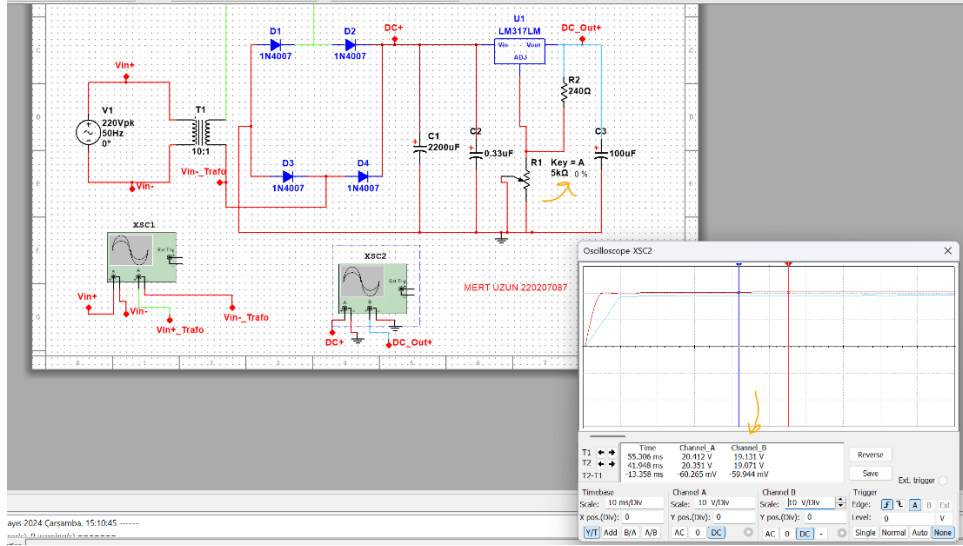 U1
LM317LM
Vin Vout
ADJ
DC+
DC_Out+
D1
1N4007
D2
1N4007
R2
240Ω
Vin+
V1
220Vpk
50Hz
0°
T1
10:1
C1
2200uF
C2
0.33uF
C3
100uF
R1
Key = A
5kΩ 0 %
D3
1N4007
D4
1N4007
Vin-_Trafo
Vin-
XSC1
Ext Trig
A B
Vin+
Vin-
Vin+_Trafo
Vin-_Trafo
XSC2
Ext Trig
A B
DC+
DC_Out+
MERT UZUN 220207087
Oscilloscope XSC2
T1
T2
T2-T1
Time Channel_A Channel_B
55.306 ms 20.412 V 19.131 V
41.948 ms 20.351 V 19.071 V
-13.358 ms -60.265 mV -59.944 mV
Reverse
Save
Ext. trigger
Timebase
Scale: 10 ms/Div
X pos.(Div): 0
Y/T Add B/A A/B
Channel A
Scale: 10 V/Div
Y pos.(Div): 0
AC 0 DC
Channel B
Scale: 10 V/Div
Y pos.(Div): 0
AC 0 DC -
Trigger
Edge: A B Ext
Level: 0 V
Single Normal Auto None
ayıs 2024 Çarşamba, 15:10:45 ------